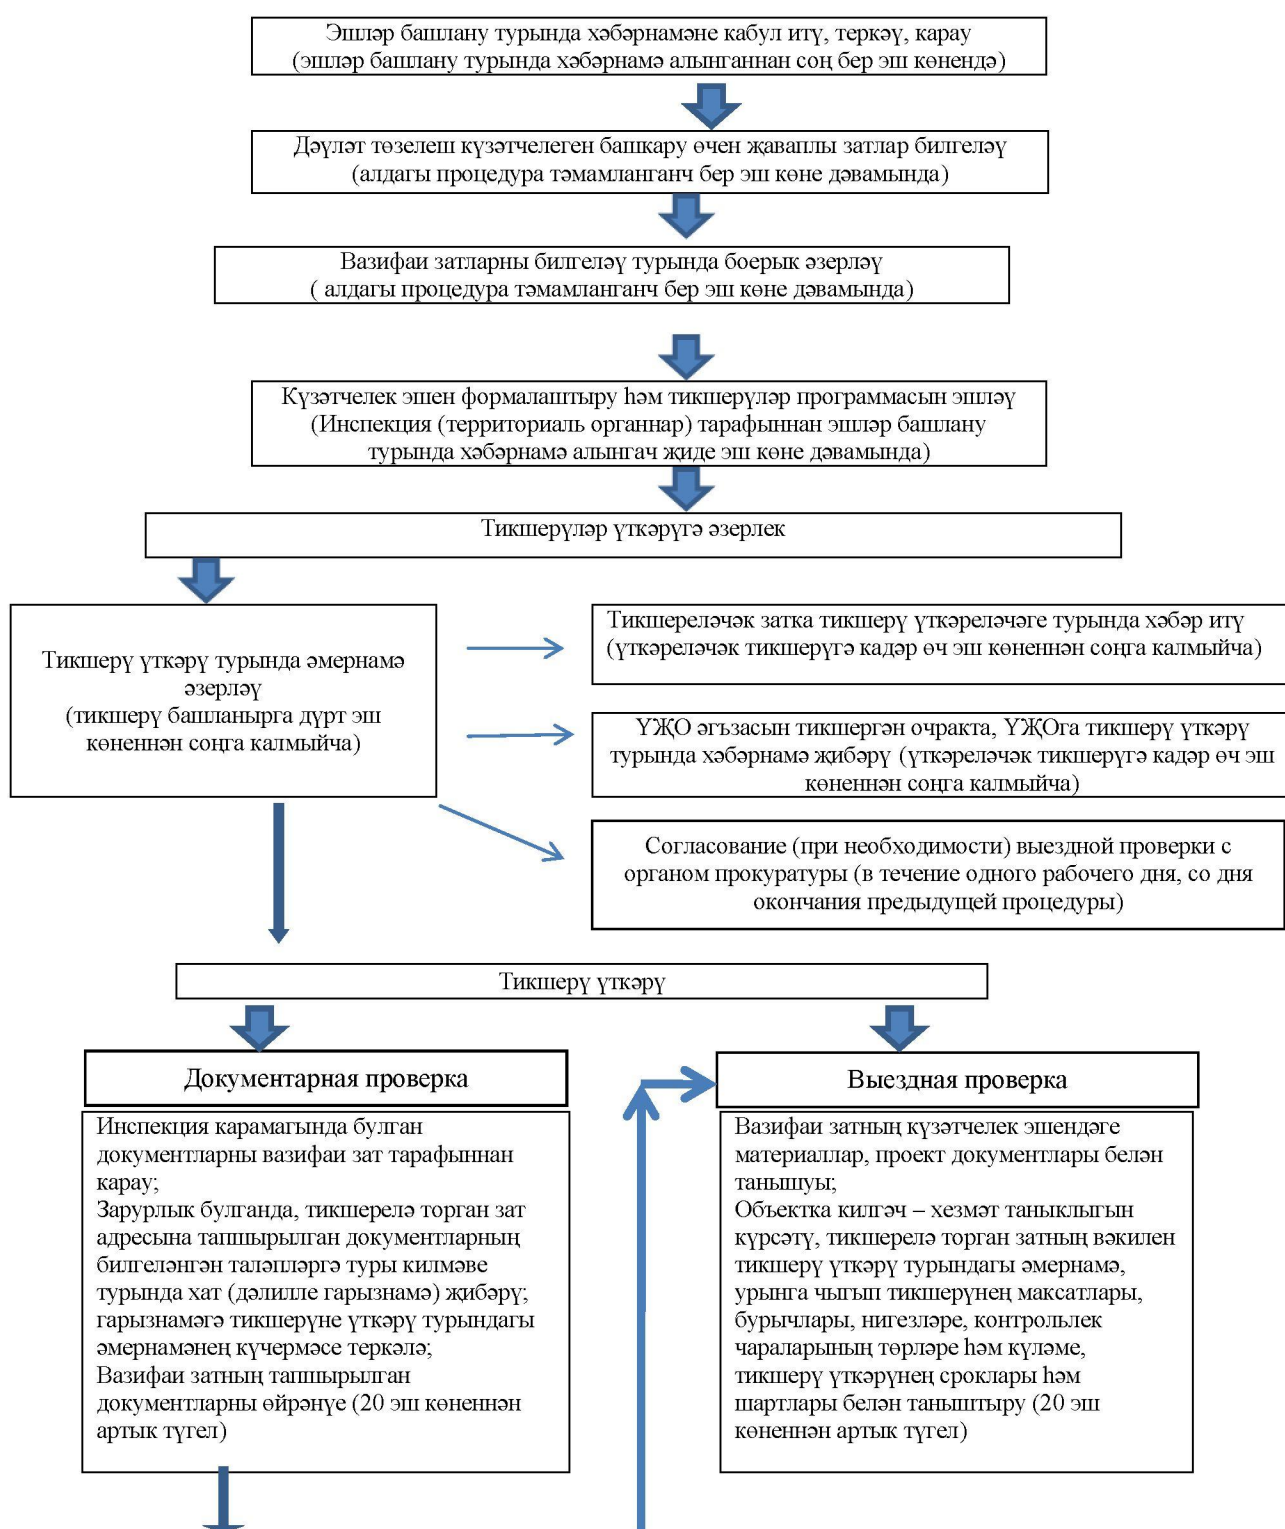 Эшләр башлану турында хәбәрнамәне кабул итү, теркәү, карау
(эшләр башлану турында хәбәрнамә алынганнан соң бер эш көнендә)
Дәүләт төзелеш күзәтчелеген башкару өчен җаваплы затлар билгеләү
(алдагы процедура тәмамланганч бер эш көне дәвамында)
Вазифаи затларны билгеләү турында боерык әзерләү
( алдагы процедура тәмамланганч бер эш көне дәвамында)
Күзәтчелек эшен формалаштыру һәм тикшерүләр программасын эшләү
(Инспекция (территориаль органнар) тарафыннан эшләр башлану
турында хәбәрнамә алынгач җиде эш көне дәвамында)
Тикшерүләр үткәрүгә әзерлек
Тикшерү үткәрү турында әмернамә
әзерләү
(тикшерү башланырга дүрт эш
көненнән соңга калмыйча)
Тикшереләчәк затка тикшерү үткәреләчәге турында хәбәр итү
(үткәреләчәк тикшерүгә кадәр өч эш көненнән соңга калмыйча)
ҮҖО әгъзасын тикшергән очракта, ҮҖОга тикшерү үткәрү
турында хәбәрнамә җибәрү (үткәреләчәк тикшерүгә кадәр өч эш
көненнән соңга калмыйча)
Согласование (при необходимости) выездной проверки с
органом прокуратуры (в течение одного рабочего дня, со дня
окончания предыдущей процедуры)
Тикшерү үткәрү
Документарная проверка
Инспекция карамагында булган
документларны вазифаи зат тарафыннан
карау;
Зарурлык булганда, тикшерелә торган зат
адресына тапшырылган документларның
билгеләнгән таләпләргә туры килмәве
турында хат (дәлилле гарызнамә) җибәрү;
гарызнамәгә тикшерүне үткәрү турындагы
әмернамәнең күчермәсе теркәлә;
Вазифаи затның тапшырылган
документларны өйрәнүе (20 эш көненнән
артык түгел)
Выездная проверка
Вазифаи затның күзәтчелек эшендәге
материаллар, проект документлары белән
танышуы;
Объектка килгәч – хезмәт таныклыгын
күрсәтү, тикшерелә торган затның вәкилен
тикшерү үткәрү турындагы әмернамә,
урынга чыгып тикшерүнең максатлары,
бурычлары, нигезләре, контрольлек
чараларының төрләре һәм күләме,
тикшерү үткәрүнең сроклары һәм
шартлары белән таныштыру (20 эш
көненнән артык түгел)